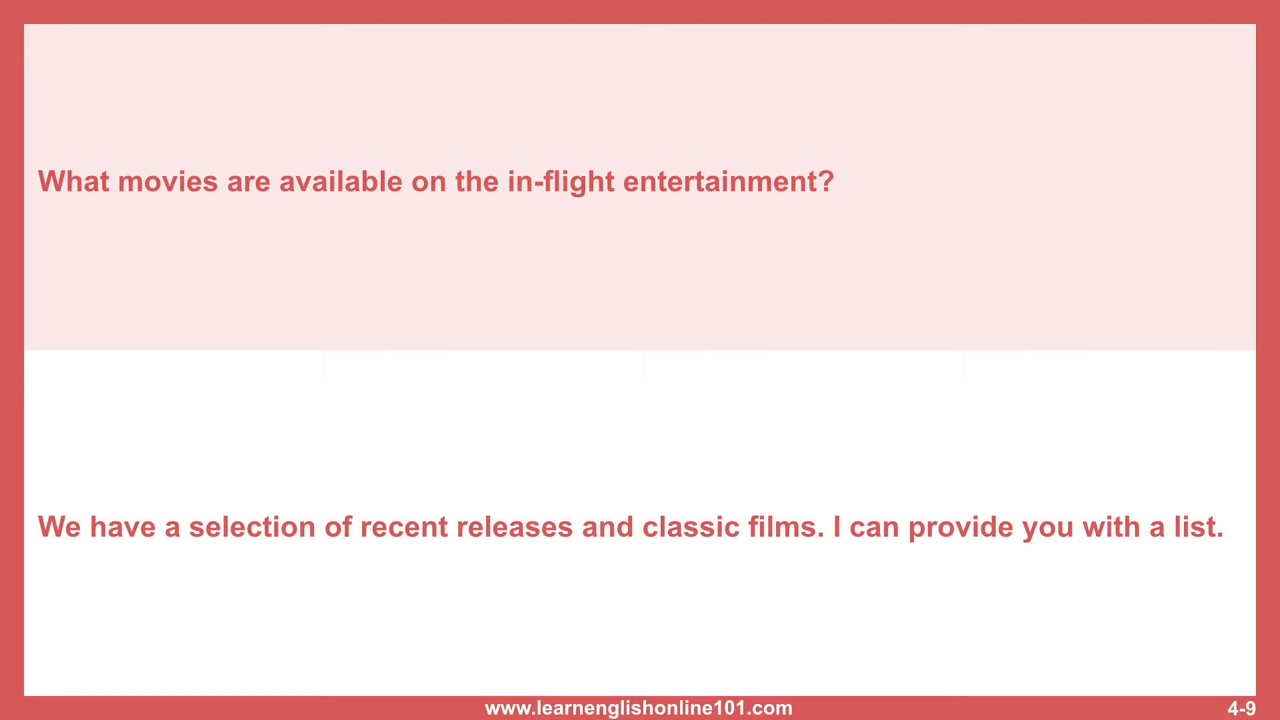 What movies are available on the in-flight entertainment?
We have a selection of recent releases and classic films. I can provide you with a list.
www.learnenglishonline101.com
4-9